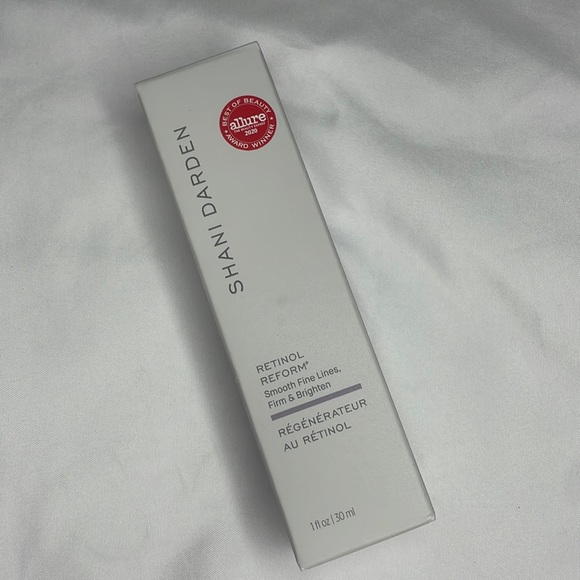 BEST OF BEAUTY
allure
2020
AWARD WINNER
SHANI DARDEN
RETINOL
REFORM®
Smooth Fine Lines,
Firm & Brighten
RÉGÉNÉRATEUR
AU RÉTINOL
1 fl oz | 30 ml